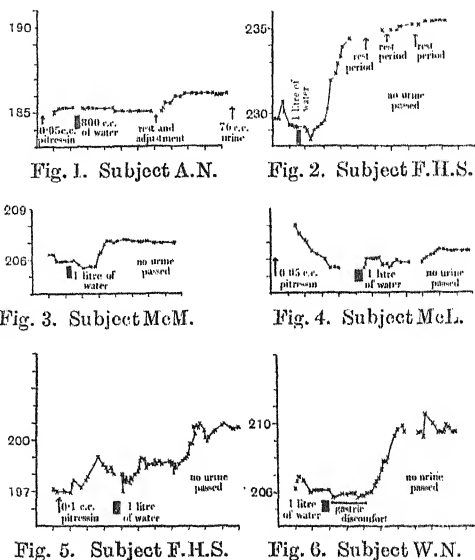 190
185
0·05 c.c.
pitressin
800 c.c.
of water
rest and
adjustment
76 c.c.
urine
Fig. 1. Subject A.N.
235
230
1 litre of
water
rest
period
rest
period
rest
period
no urine
passed
Fig. 2. Subject F.H.S.
209
206
1 litre of
water
no urine
passed
Fig. 3. Subject McM.
0·05 c.c.
pitressin
1 litre
of water
no urine
passed
Fig. 4. Subject McL.
200
197
0·1 c.c.
pitressin
1 litre
of water
no urine
passed
Fig. 5. Subject F.H.S.
210
200
1 litre
of water
gastric
discomfort
no urine
passed
Fig. 6. Subject W.N.